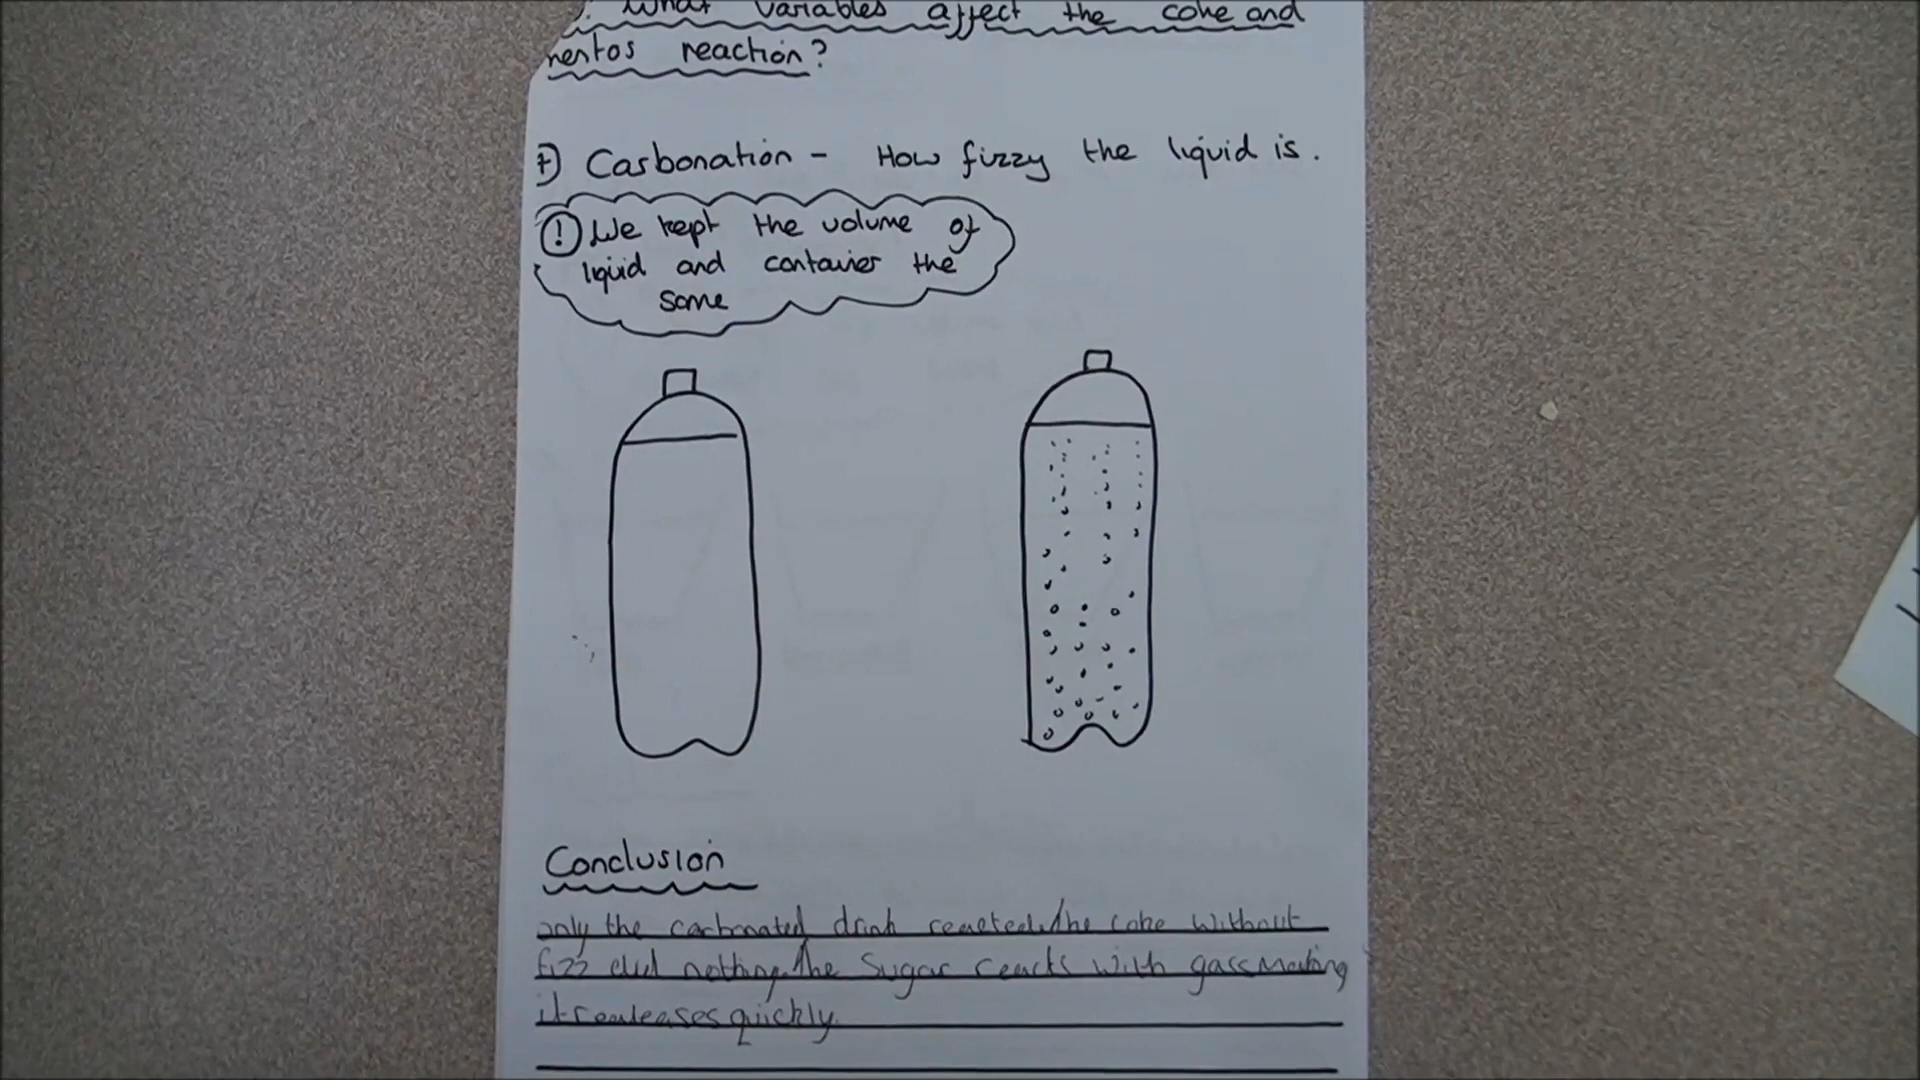 What variables affect the coke and
mentos reaction?
Carbonation - How fizzy the liquid is.
! We kept the volume of
liquid and container the
same
Conclusion
only the carbonated drink reacted. The coke without
fizz did nothing. The sugar reacts with gass making
it realeases quickly.